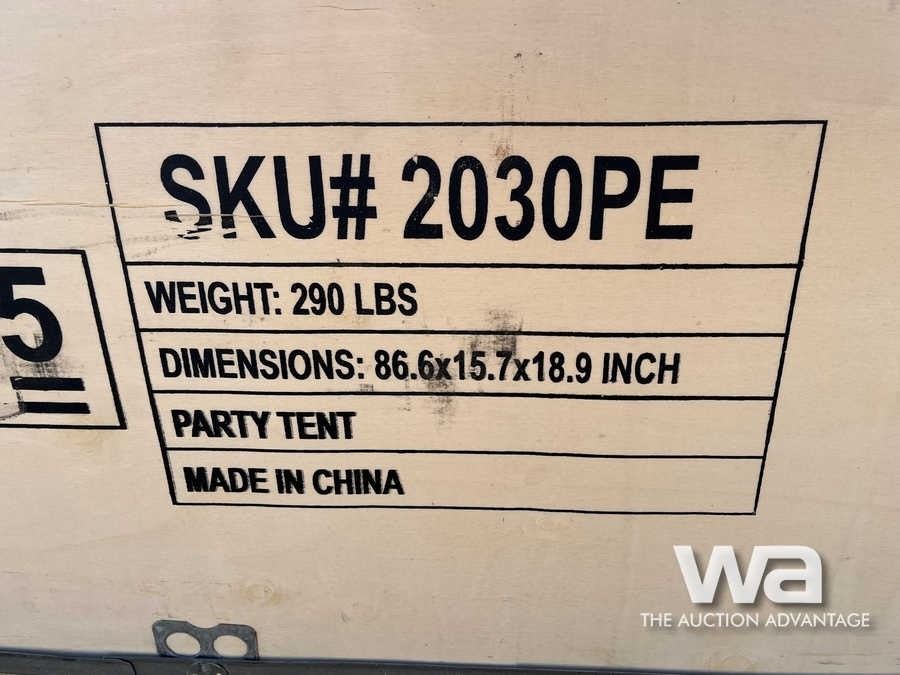 SKU# 2030PE
WEIGHT: 290 LBS
DIMENSIONS: 86.6x15.7x18.9 INCH
PARTY TENT
MADE IN CHINA
5
wa
THE AUCTION ADVANTAGE